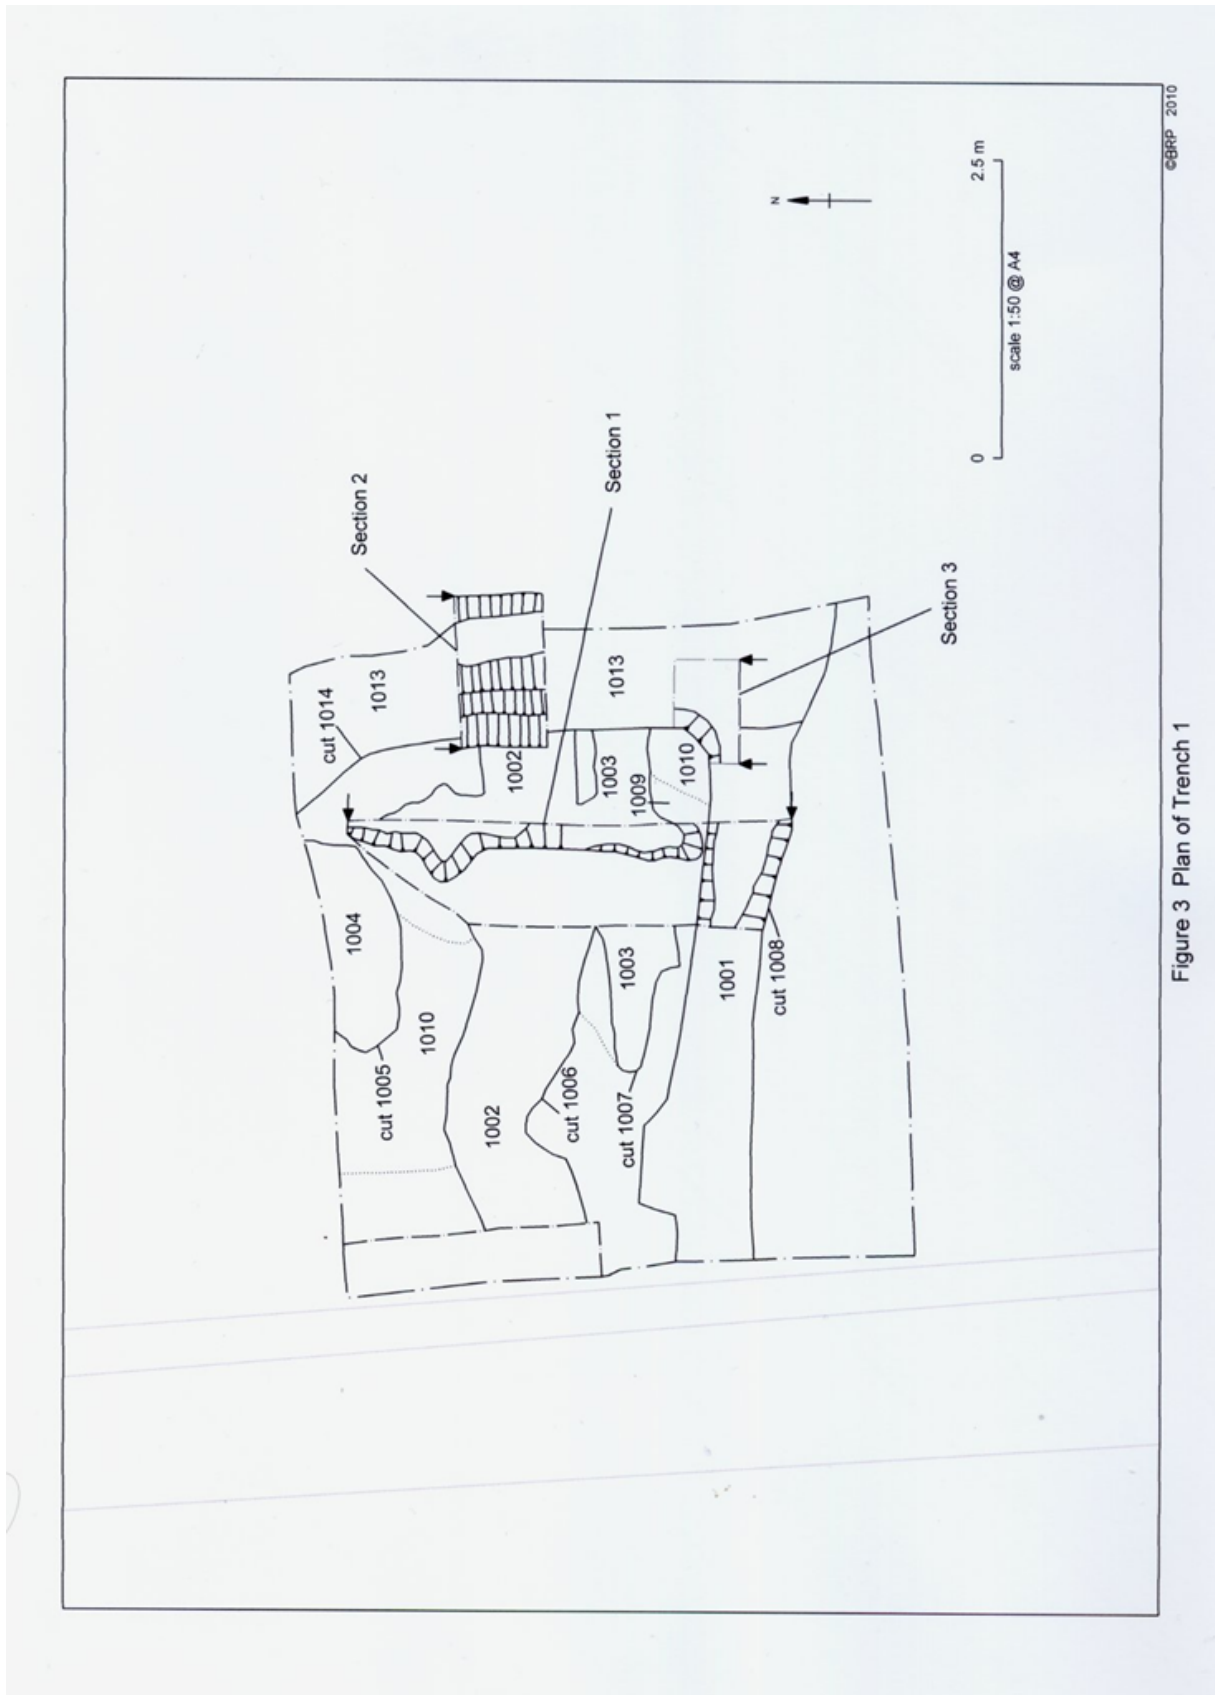 cut 1014
1004
Section 2
1013
cut 1005
1010
1002
1002
cut 1006
1003
Section 1
1013
1003
cut 1007
1009
1010
1001
N
cut 1008
Section 3
0 2.5 m
scale 1:50 @ A4
©BRP 2010
Figure 3 Plan of Trench 1